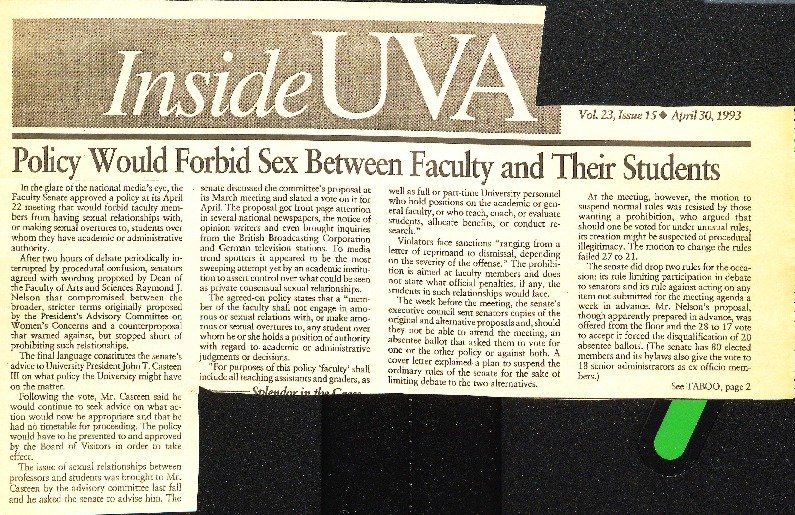 Inside UVA
Vol. 23, Issue 15 ◆ April 30, 1993
Policy Would Forbid Sex Between Faculty and Their Students
In the glare of the national media's eye, the
Faculty Senate approved a policy at its April
22 meeting that would forbid faculty mem-
bers from having sexual relationships with,
or making sexual overtures to, students over
whom they have academic or administrative
authority.
After two hours of debate periodically in-
terrupted by procedural confusion, senators
agreed with wording proposed by Dean of
the Faculty of Arts and Sciences Raymond J.
Nelson that compromised between the
broader, stricter terms originally proposed
by the President's Advisory Committee on
Women's Concerns and a counterproposal
that warned against, but stopped short of
prohibiting such relationships.
The final language constitutes the senate's
advice to University President John T. Casteen
III on what policy the University might have
on the matter.
Following the vote, Mr. Casteen said he
would continue to seek advice on what ac-
tion would now be appropriate and that he
had no timetable for proceeding. The policy
would have to be presented to and approved
by the Board of Visitors in order to take
effect.
The issue of sexual relationships between
professors and students was brought to Mr.
Casteen by the advisory committee last fall
and he asked the senate to advise him. The
senate discussed the committee's proposal at
its March meeting and slated a vote on it for
April. The proposal got front page attention
in several national newspapers, the notice of
opinion writers and even brought inquiries
from the British Broadcasting Corporation
and German television stations. To media
trend spotters it appeared to be the most
sweeping attempt yet by an academic institu-
tion to assert control over what could be seen
as private consensual sexual relationships.
The agreed-on policy states that a "mem-
ber of the faculty shall not engage in amo-
rous or sexual relations with, or make amo-
rous or sexual overtures to, any student over
whom he or she holds a position of authority
with regard to academic or administrative
judgments or decisions.
"For purposes of this policy 'faculty' shall
include all teaching assistants and graders, as
Splendor in the Grass
well as full or part-time University personnel
who hold positions on the academic or gen-
eral faculty, or who teach, coach, or evaluate
students, allocate benefits, or conduct re-
search."
Violators face sanctions "ranging from a
letter of reprimand to dismissal, depending
on the severity of the offense." The prohibi-
tion is aimed at faculty members and does
not state what official penalties, if any, the
students in such relationships would face.
The week before the meeting, the senate's
executive council sent senators copies of the
original and alternative proposals and, should
they not be able to attend the meeting, an
absentee ballot that asked them to vote for
one or the other policy or against both. A
cover letter explained a plan to suspend the
ordinary rules of the senate for the sake of
limiting debate to the two alternatives.
At the meeting, however, the motion to
suspend normal rules was resisted by those
wanting a prohibition, who argued that
should one be voted for under unusual rules,
its creation might be suspected of procedural
illegitimacy. The motion to change the rules
failed 27 to 21.
The senate did drop two rules for the occa-
sion: its rule limiting participation in debate
to senators and its rule against acting on any
item not submitted for the meeting agenda a
week in advance. Mr. Nelson's proposal,
though apparently prepared in advance, was
offered from the floor and the 28 to 17 vote
to accept it forced the disqualification of 20
absentee ballots. (The senate has 80 elected
members and its bylaws also give the vote to
18 senior administrators as ex officio mem-
bers.)
See TABOO, page 2